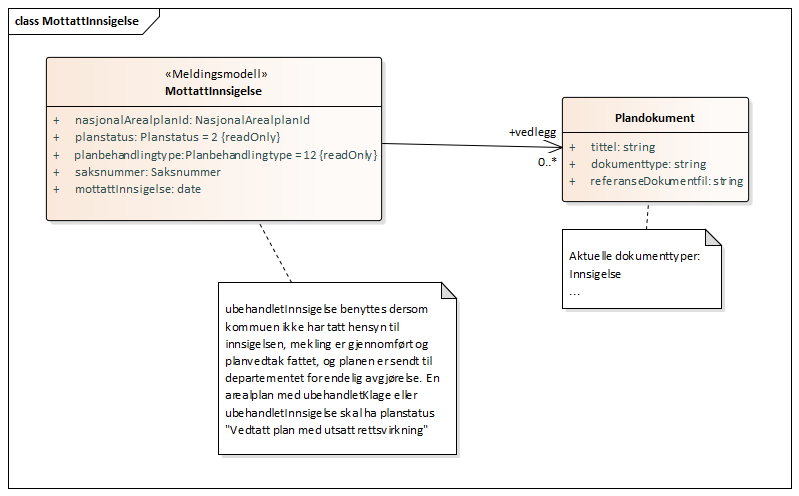 class MottattInnsigelse
«Meldingsmodell»
MottattInnsigelse
+ nasjonalArealplanId: NasjonalArealplanId
+ planstatus: Planstatus = 2 {readOnly}
+ planbehandlingtype:Planbehandlingtype = 12 {readOnly}
+ saksnummer: Saksnummer
+ mottattInnsigelse: date
+vedlegg
0..*
Plandokument
+ tittel: string
+ dokumenttype: string
+ referanseDokumentfil: string
Aktuelle dokumenttyper:
Innsigelse
...
ubehandletInnsigelse benyttes dersom
kommuen ikke har tatt hensyn til
innsigelsen, mekling er gjennomført og
planvedtak fattet, og planen er sendt til
departementet for endelig avgjørelse. En
arealplan med ubehandletKlage eller
ubehandletInnsigelse skal ha planstatus
"Vedtatt plan med utsatt rettsvirkning"